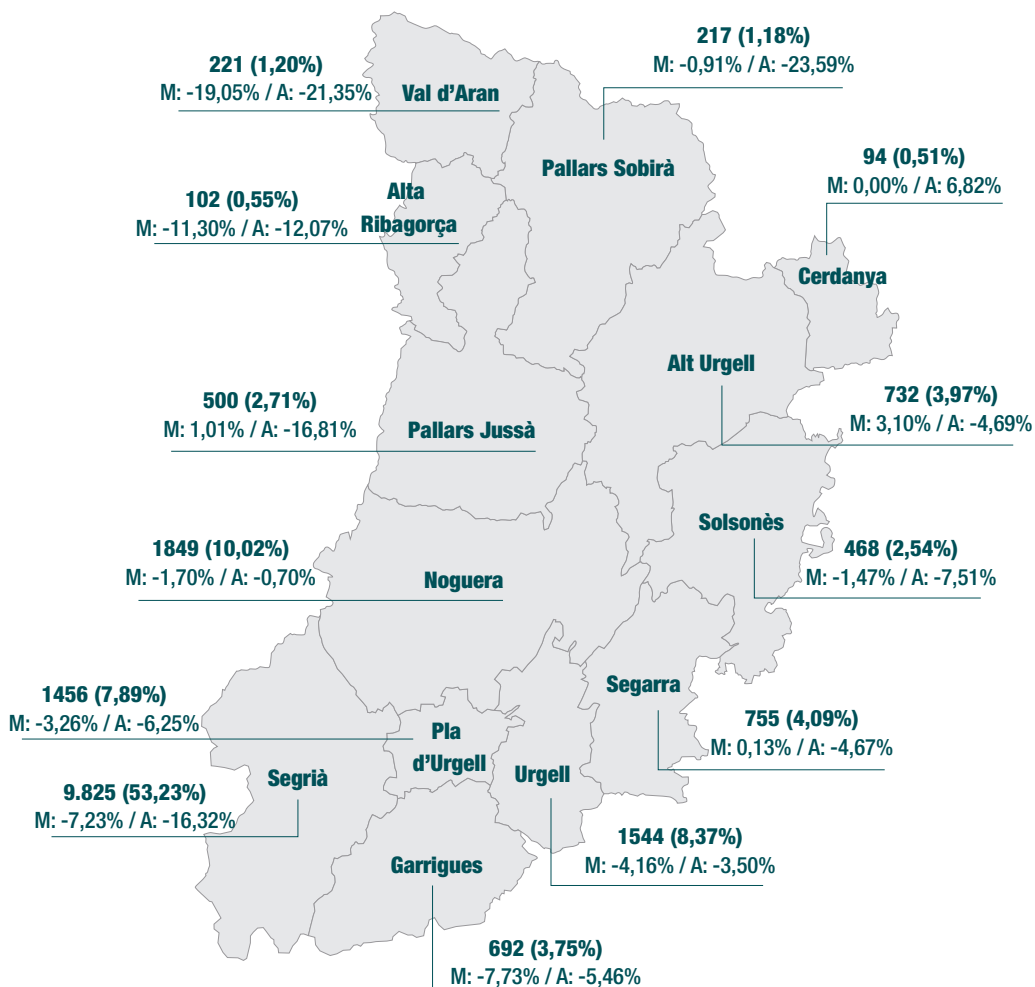 217 (1,18%)
M: -0,91% / A: -23,59%
221 (1,20%)
M: -19,05% / A: -21,35%
Val d'Aran
Pallars Sobirà
94 (0,51%)
M: 0,00% / A: 6,82%
102 (0,55%)
M: -11,30% / A: -12,07%
Alta
Ribagorça
Cerdanya
Alt Urgell
732 (3,97%)
M: 3,10% / A: -4,69%
500 (2,71%)
M: 1,01% / A: -16,81%
Pallars Jussà
Solsonès
468 (2,54%)
M: -1,47% / A: -7,51%
1849 (10,02%)
M: -1,70% / A: -0,70%
Noguera
Segarra
755 (4,09%)
M: 0,13% / A: -4,67%
1456 (7,89%)
M: -3,26% / A: -6,25%
Pla
d'Urgell
Urgell
Segrià
9.825 (53,23%)
M: -7,23% / A: -16,32%
1544 (8,37%)
M: -4,16% / A: -3,50%
Garrigues
692 (3,75%)
M: -7,73% / A: -5,46%